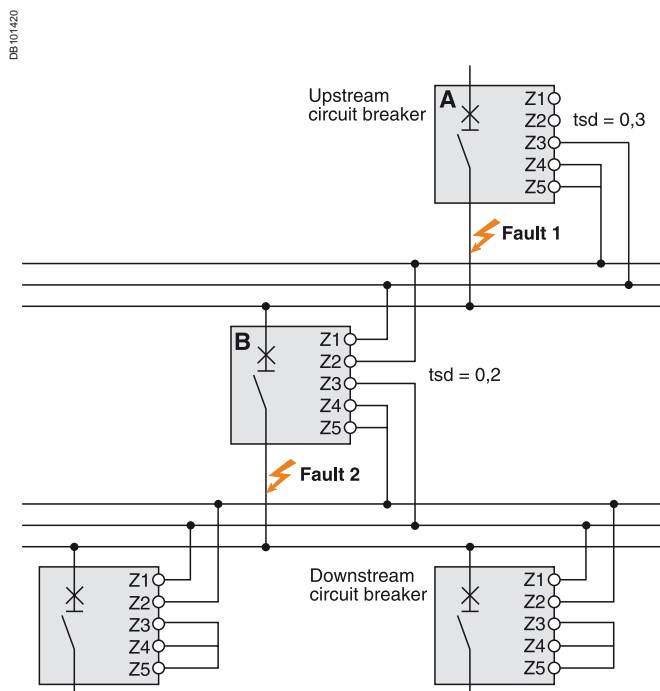 DB101420
Upstream
circuit breaker
A
Z1
Z2
Z3
Z4
Z5
tsd = 0,3
Fault 1
B
Z1
Z2
Z3
Z4
Z5
tsd = 0,2
Fault 2
Z1
Z2
Z3
Z4
Z5
Downstream
circuit breaker
Z1
Z2
Z3
Z4
Z5